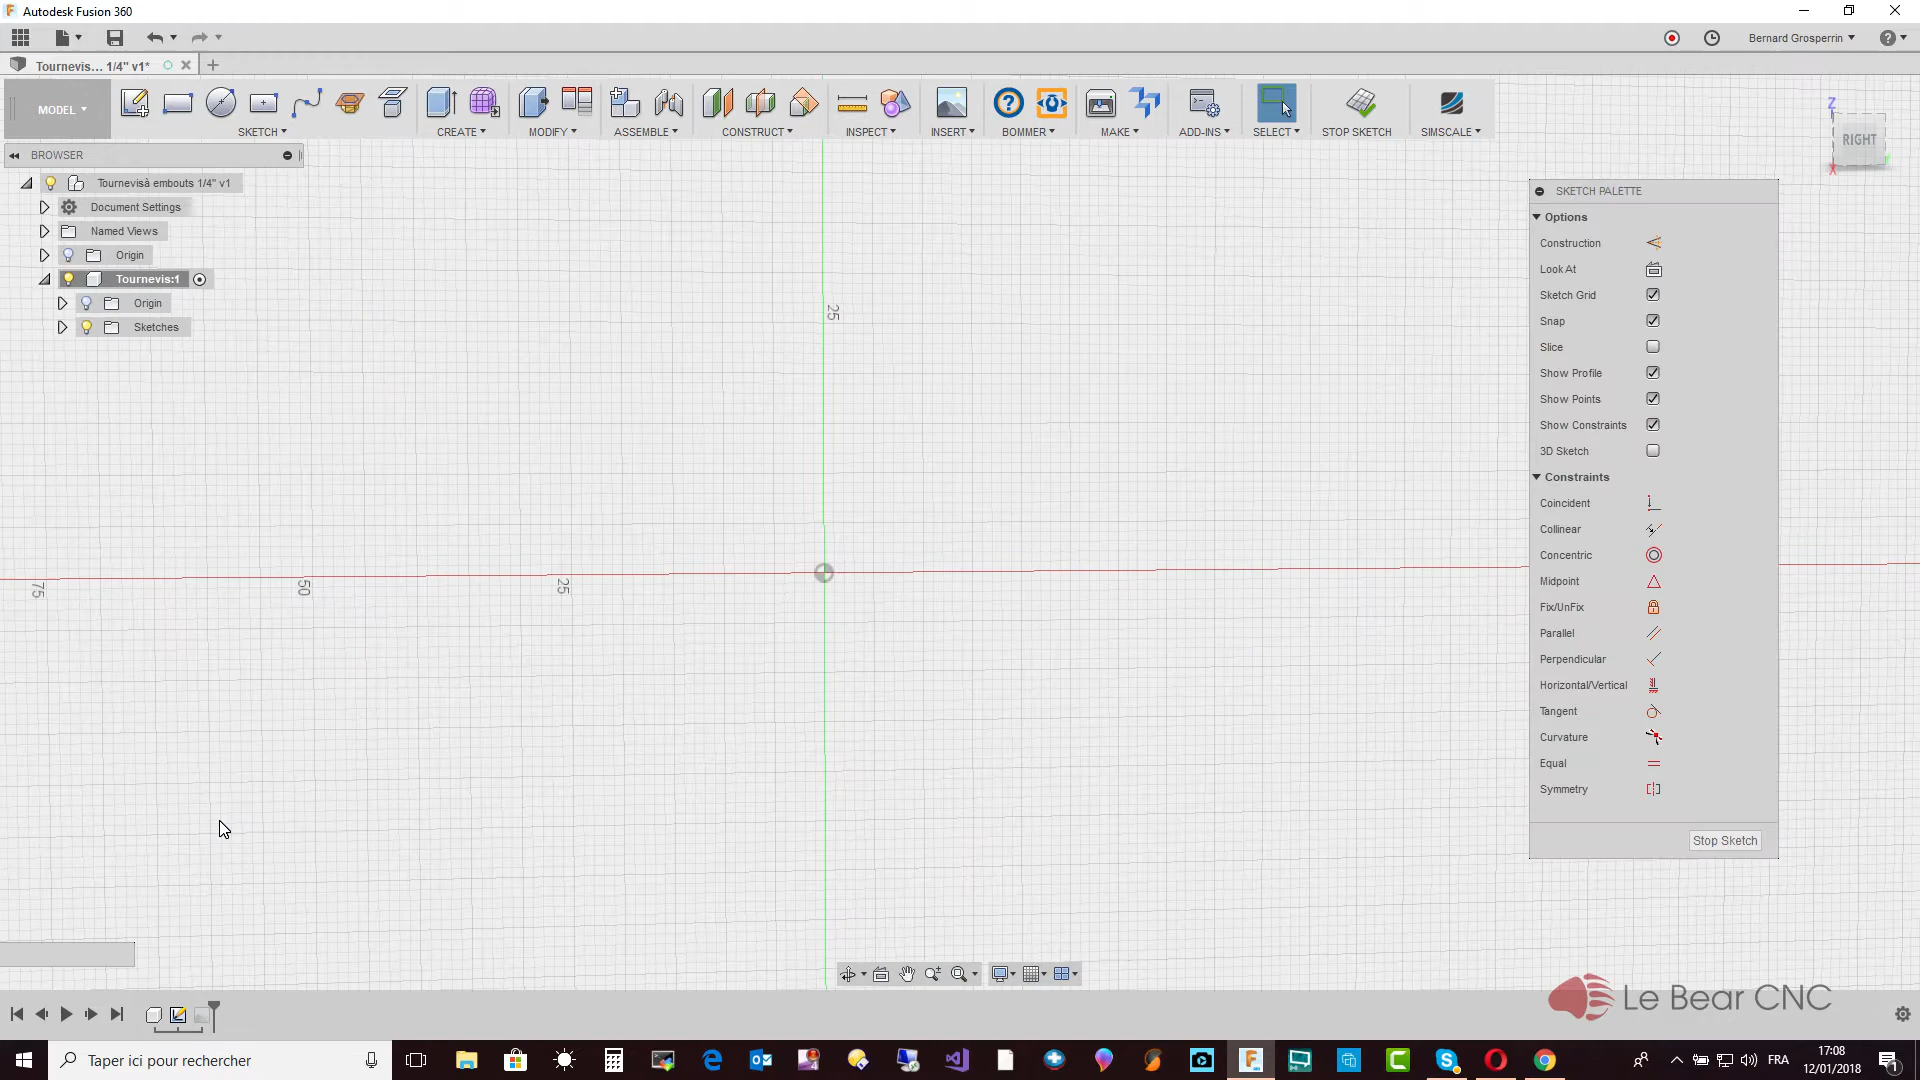 Autodesk Fusion 360
Bernard Grosperrin
Tournevis... 1/4" v1*
MODEL
SKETCH
CREATE
MODIFY
ASSEMBLE
CONSTRUCT
INSPECT
INSERT
BOMMER
MAKE
ADD-INS
SELECT
STOP SKETCH
SIMSCALE
BROWSER
Tournevisà embouts 1/4" v1
Document Settings
Named Views
Origin
Tournevis:1
Origin
Sketches
Z
RIGHT
X
25
75
50
25
SKETCH PALETTE
Options
Construction
Look At
Sketch Grid
Snap
Slice
Show Profile
Show Points
Show Constraints
3D Sketch
Constraints
Coincident
Collinear
Concentric
Midpoint
Fix/UnFix
Parallel
Perpendicular
Horizontal/Vertical
Tangent
Curvature
Equal
Symmetry
Stop Sketch
Le Bear CNC
Taper ici pour rechercher
FRA
17:08
12/01/2018
1